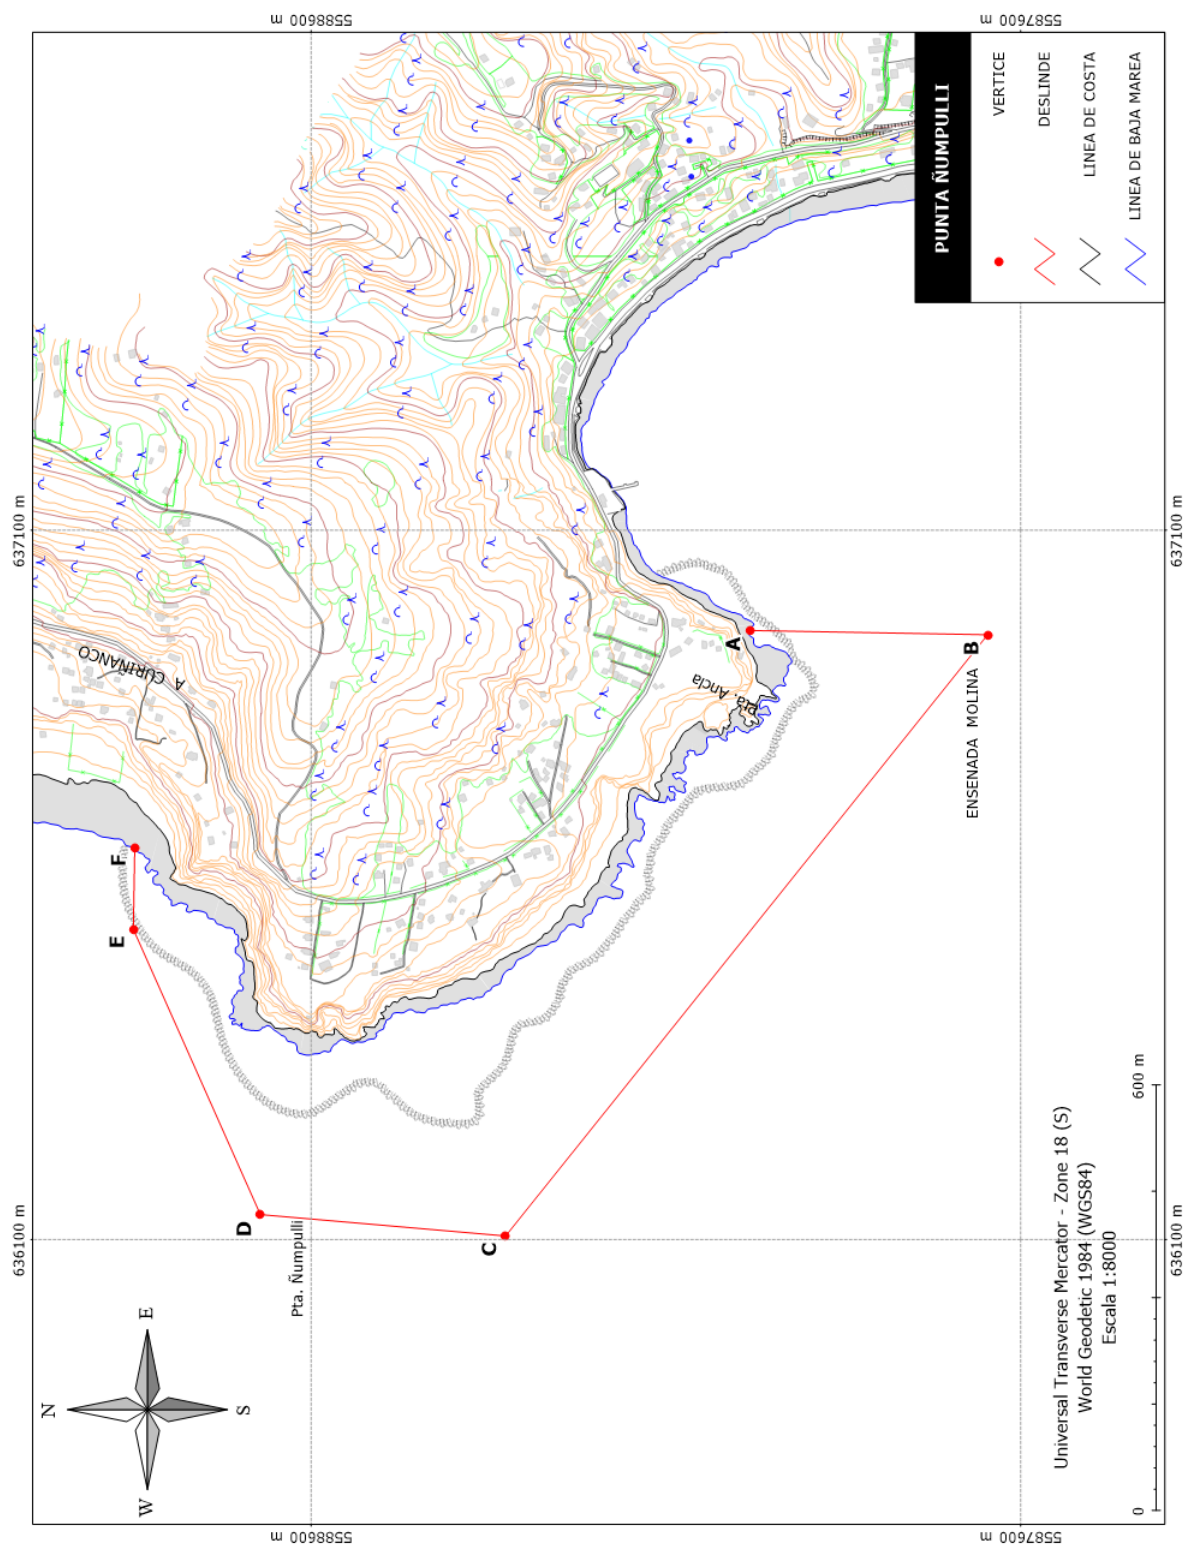 5588600 m
5587600 m
637100 m
637100 m
636100 m
636100 m
5588600 m
5587600 m
PUNTA ÑUMPULLI
VERTICE
DESLINDE
LINEA DE COSTA
LINEA DE BAJA MAREA
A CURIÑANCO
Pta. Ancla
ENSENADA MOLINA
Pta. Ñumpulli
A
B
C
D
E
F
N
E
S
W
Universal Transverse Mercator - Zone 18 (S)
World Geodetic 1984 (WGS84)
Escala 1:8000
0
600 m